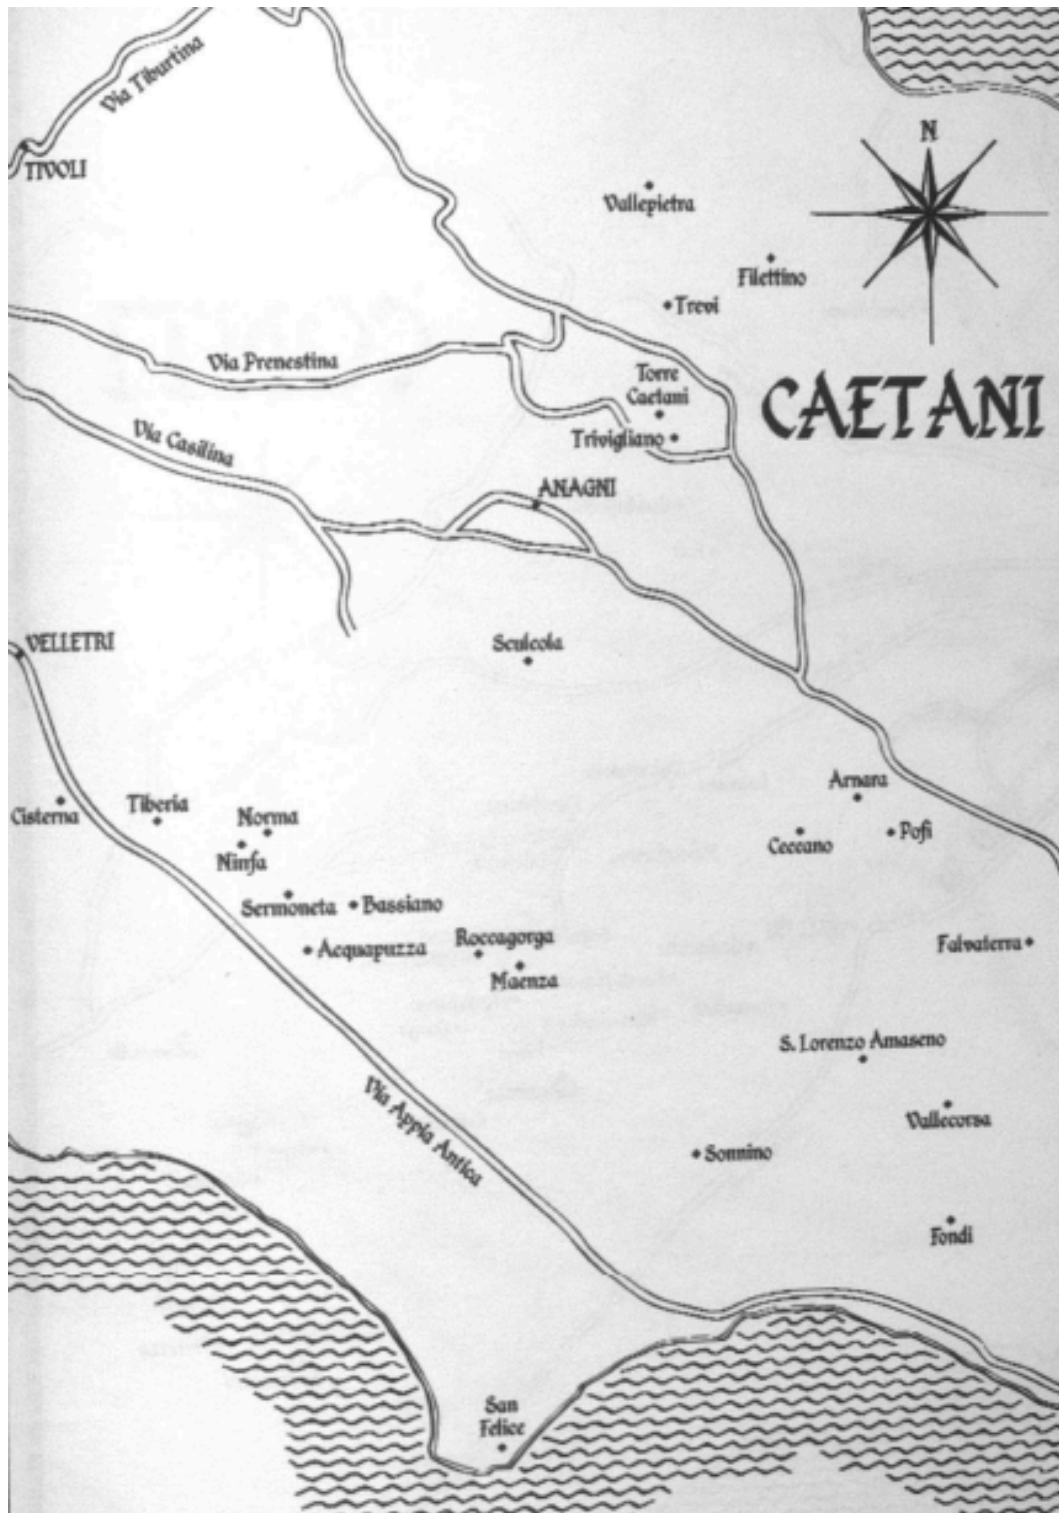 Via Tiburtina
N
TIVOLI
Vallepietra
Filettino
Trevi
Via Prenestina
Torre
Caetani
CAETANI
Via Casilina
Trivigliano
ANAGNI
VELLETRI
Sculcola
Arnara
Cisterna
Tiberia
Norma
Ceccano
Pofi
Ninfa
Sermoneta
Bassiano
Acquapuzza
Roccagorga
Falvaterra
Maenza
S. Lorenzo Amaseno
Via Appia Antica
Vallecorsa
Sonnino
Fondi
San
Felice